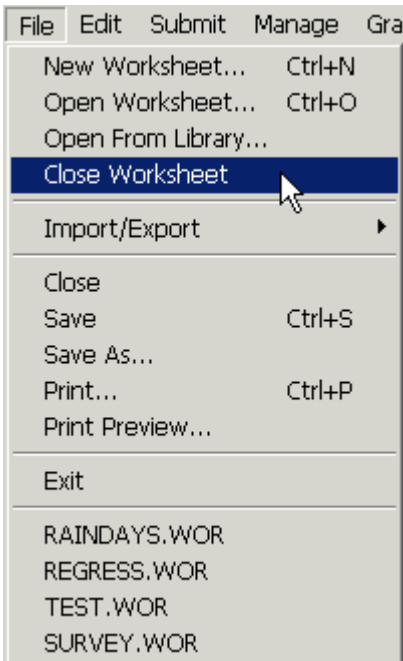 File Edit Submit Manage Gra
New Worksheet... Ctrl+N
Open Worksheet... Ctrl+O
Open From Library...
Close Worksheet
Import/Export
Close
Save Ctrl+S
Save As...
Print... Ctrl+P
Print Preview...
Exit
RAINDAYS.WOR
REGRESS.WOR
TEST.WOR
SURVEY.WOR